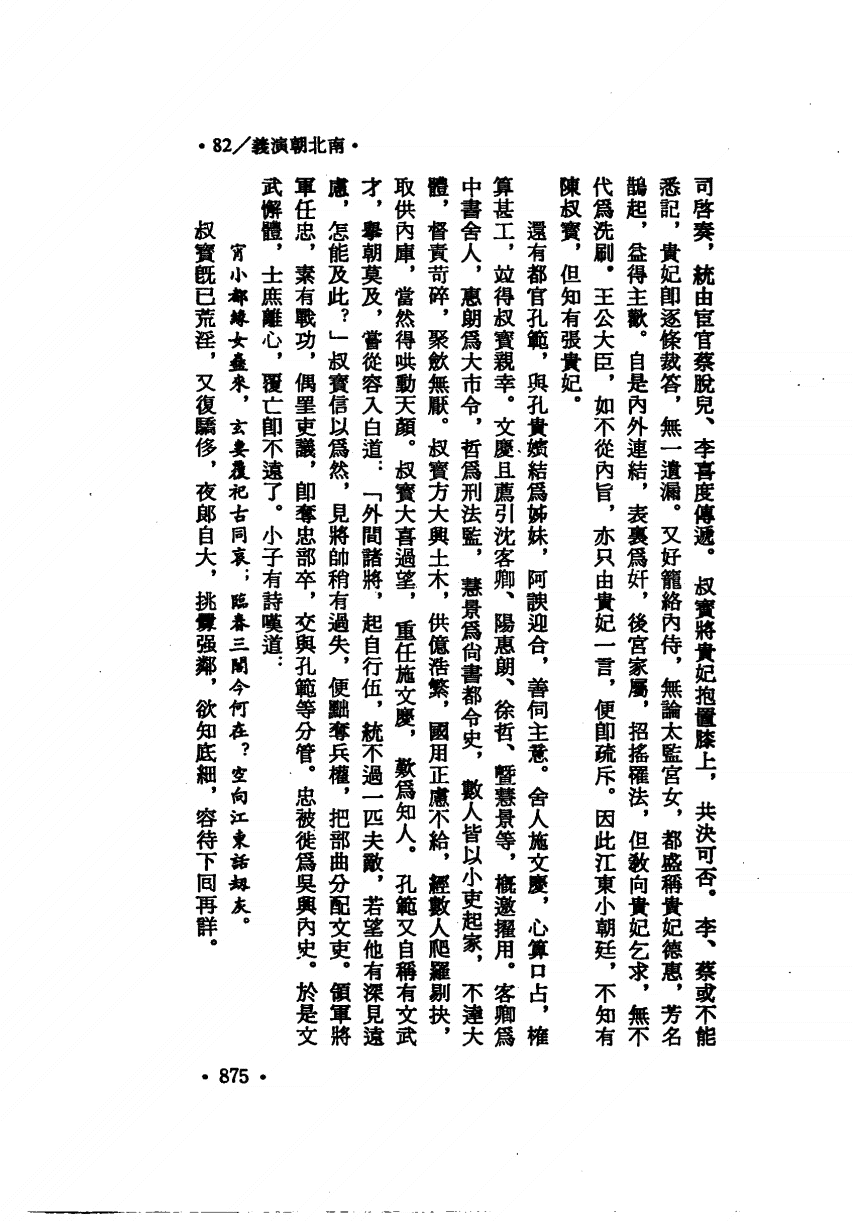 ·82/義演朝北南·
司啓奏，統由宦官蔡脫兒、李喜度傳遞。叔寶將貴妃抱置膝上，共決可否。李、蔡或不能
悉記，貴妃卽逐條裁答，無一遺漏。又好籠絡內侍，無論太監宮女，都盛稱貴妃德惠，芳名
鵲起，益得主歡。自是內外連結，表裏爲奸，後宮家屬，招搖罹法，但敎向貴妃乞求，無不
代爲洗刷。王公大臣，如不從內旨，亦只由貴妃一言，便卽疏斥。因此江東小朝廷，不知有
陳叔寶，但知有張貴妃。
還有都官孔範，與孔貴嬪結爲姊妹，阿諛迎合，善伺主意。舍人施文慶，心算口占，榷
算甚工，竝得叔寶親幸。文慶且薦引沈客卿、陽惠朗、徐哲、暨慧景等，概邀擢用。客卿爲
中書舍人，惠朗爲大市令，哲爲刑法監，慧景爲尙書都令史，數人皆以小吏起家，不達大
體，督責苛碎，聚歛無厭。叔寶方大興土木，供億浩繁，國用正慮不給，經數人爬羅剔抉，
取供內庫，當然得哄動天顏。叔寶大喜過望，重任施文慶，歎爲知人。孔範又自稱有文武
才，舉朝莫及，嘗從容入白道：「外間諸將，起自行伍，統不過一匹夫敵，若望他有深見遠
慮，怎能及此？」叔寶信以爲然，見將帥稍有過失，便黜奪兵權，把部曲分配文吏。領軍將
軍任忠，素有戰功，偶罣吏議，卽奪忠部卒，交與孔範等分管。忠被徙爲吳興內史。於是文
武懈體，士庶離心，覆亡卽不遠了。小子有詩嘆道：
宵小都緣女蠱來，玄妻覆祀古同哀；臨春三閣今何在？空向江東話劫灰。
叔寶旣已荒淫，又復驕侈，夜郎自大，挑釁强鄰，欲知底細，容待下回再詳。
·875·